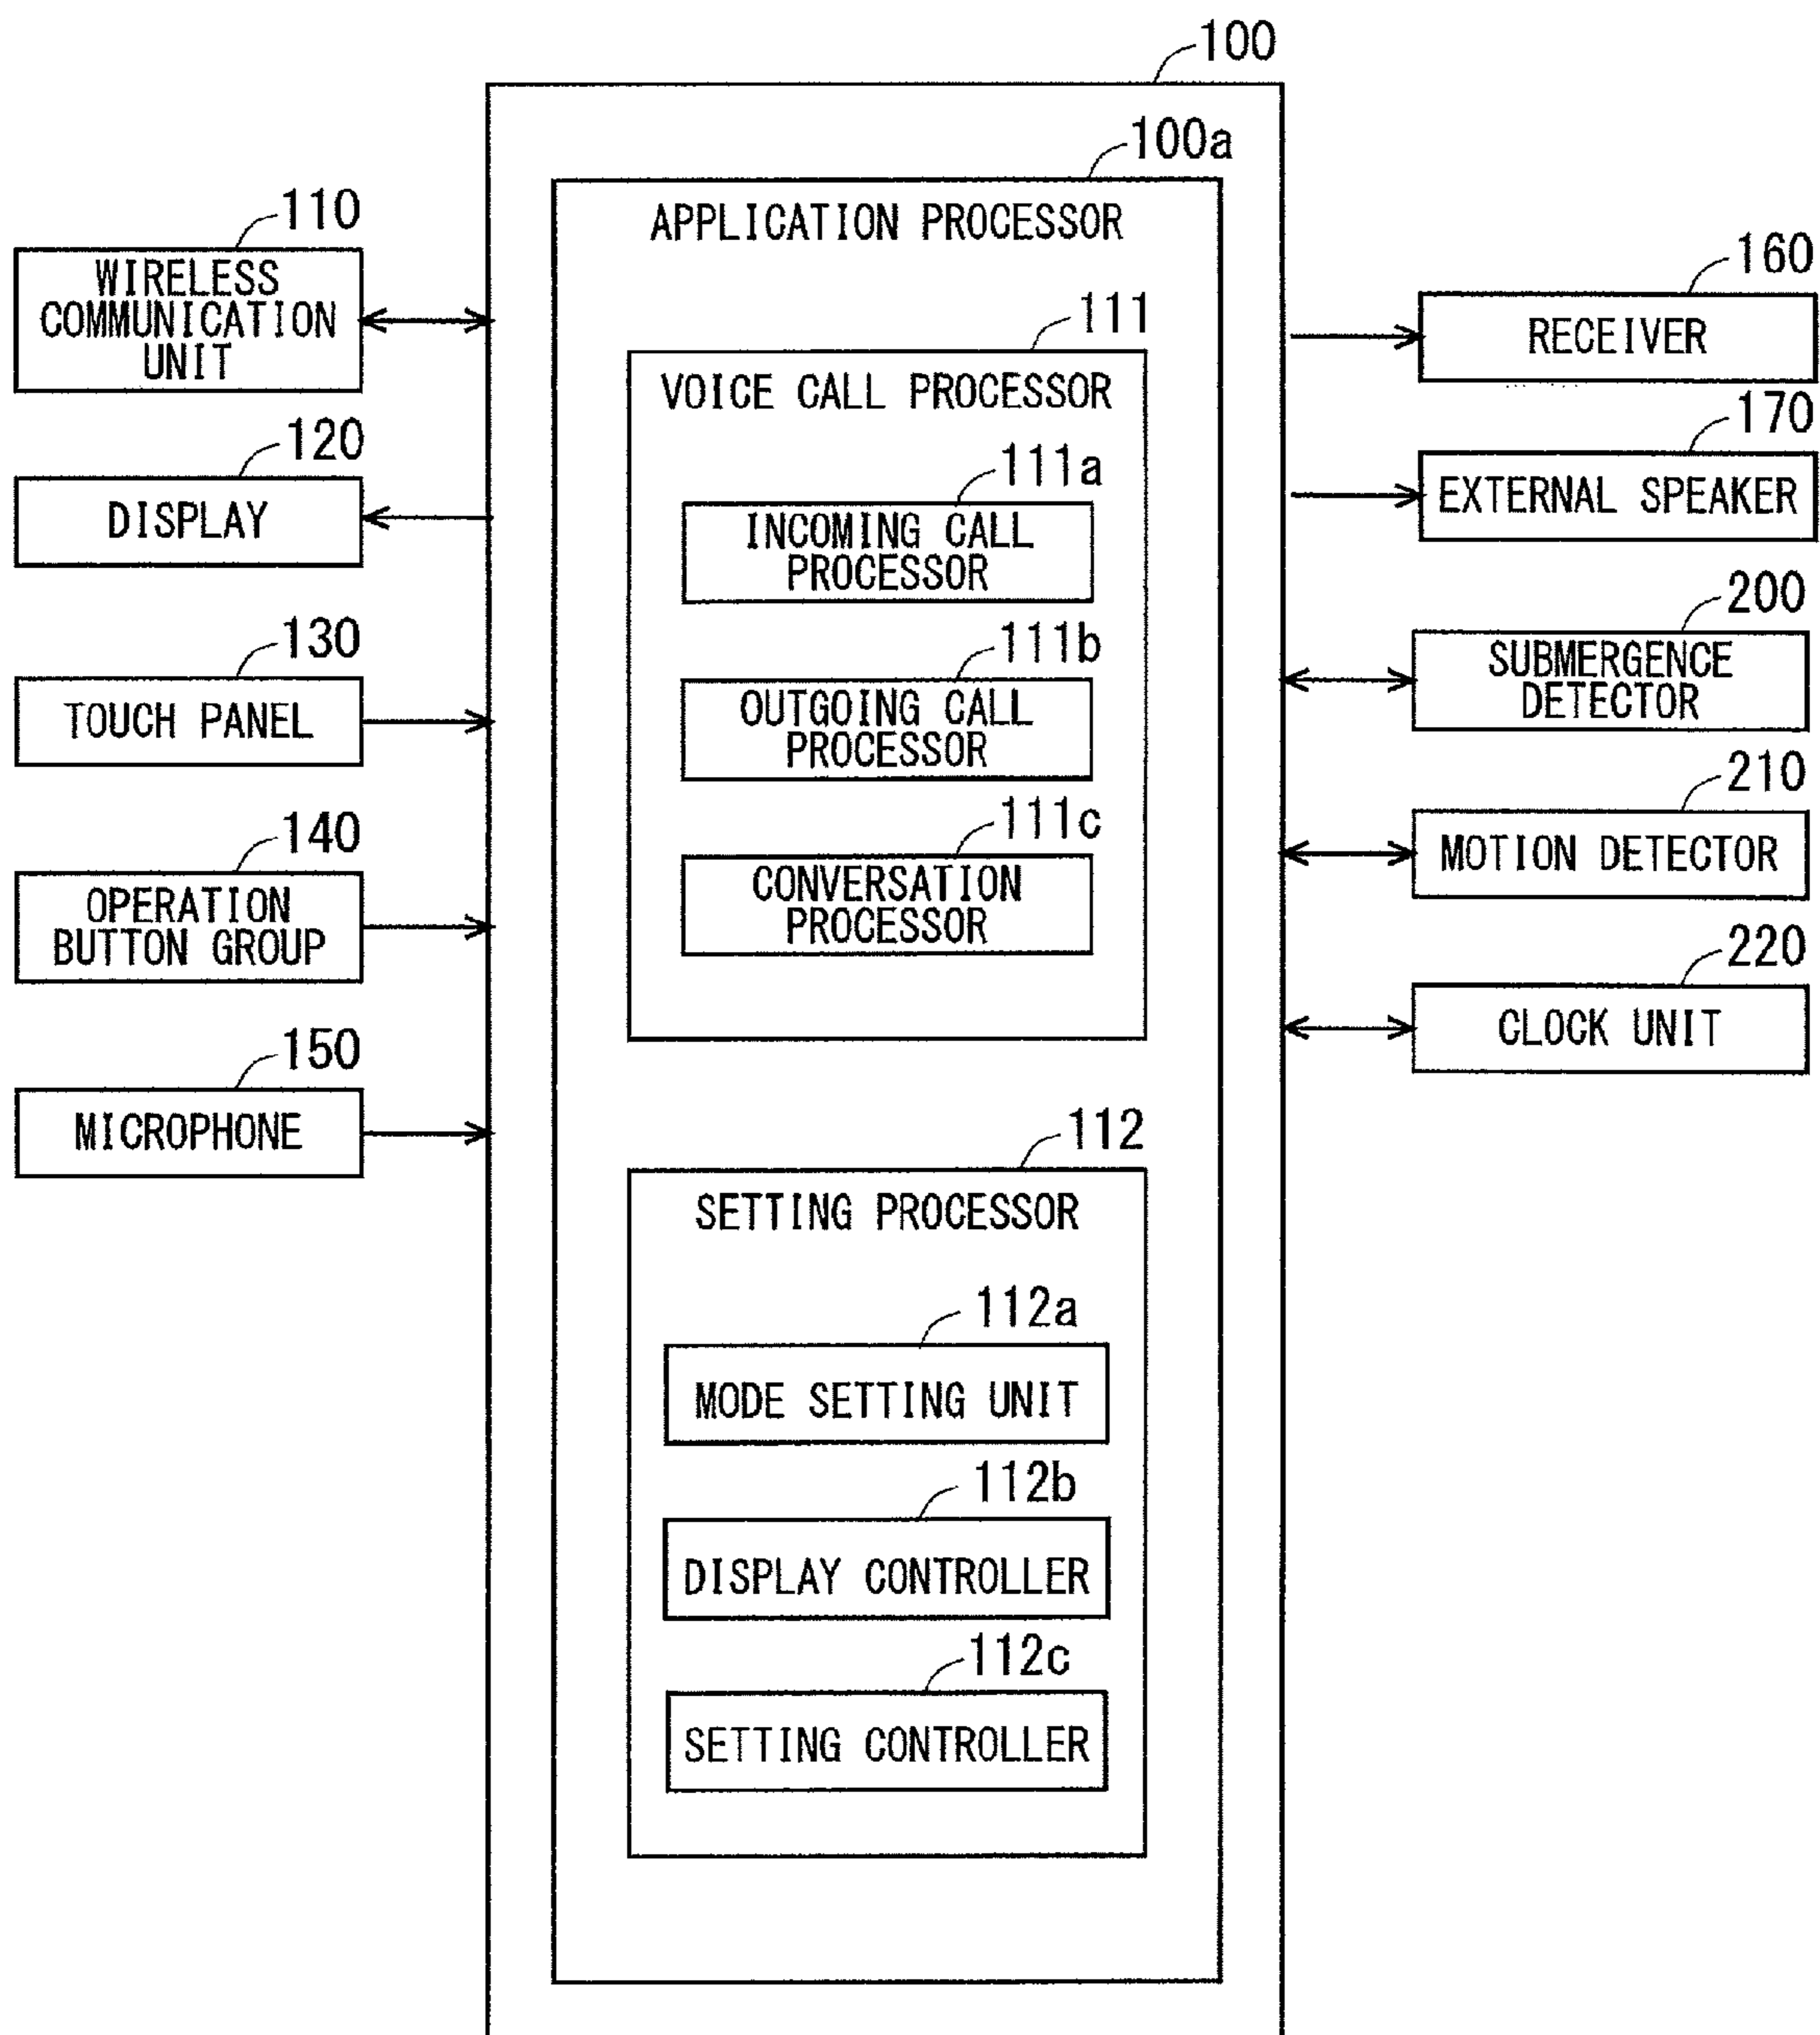 100
100a
APPLICATION PROCESSOR
110
WIRELESS
COMMUNICATION
UNIT
120
DISPLAY
130
TOUCH PANEL
140
OPERATION
BUTTON GROUP
150
MICROPHONE
111
VOICE CALL PROCESSOR
111a
INCOMING CALL
PROCESSOR
111b
OUTGOING CALL
PROCESSOR
111c
CONVERSATION
PROCESSOR
112
SETTING PROCESSOR
112a
MODE SETTING UNIT
112b
DISPLAY CONTROLLER
112c
SETTING CONTROLLER
160
RECEIVER
170
EXTERNAL SPEAKER
200
SUBMERGENCE
DETECTOR
210
MOTION DETECTOR
220
CLOCK UNIT